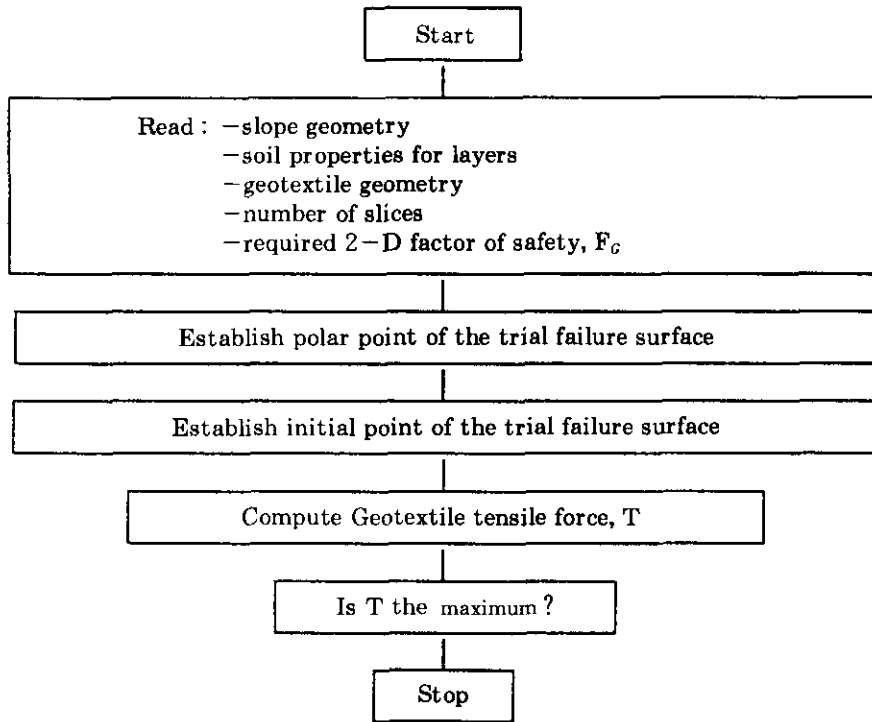 Start
Read : −slope geometry
−soil properties for layers
−geotextile geometry
−number of slices
−required 2−D factor of safety, F_G
Establish polar point of the trial failure surface
Establish initial point of the trial failure surface
Compute Geotextile tensile force, T
Is T the maximum ?
Stop